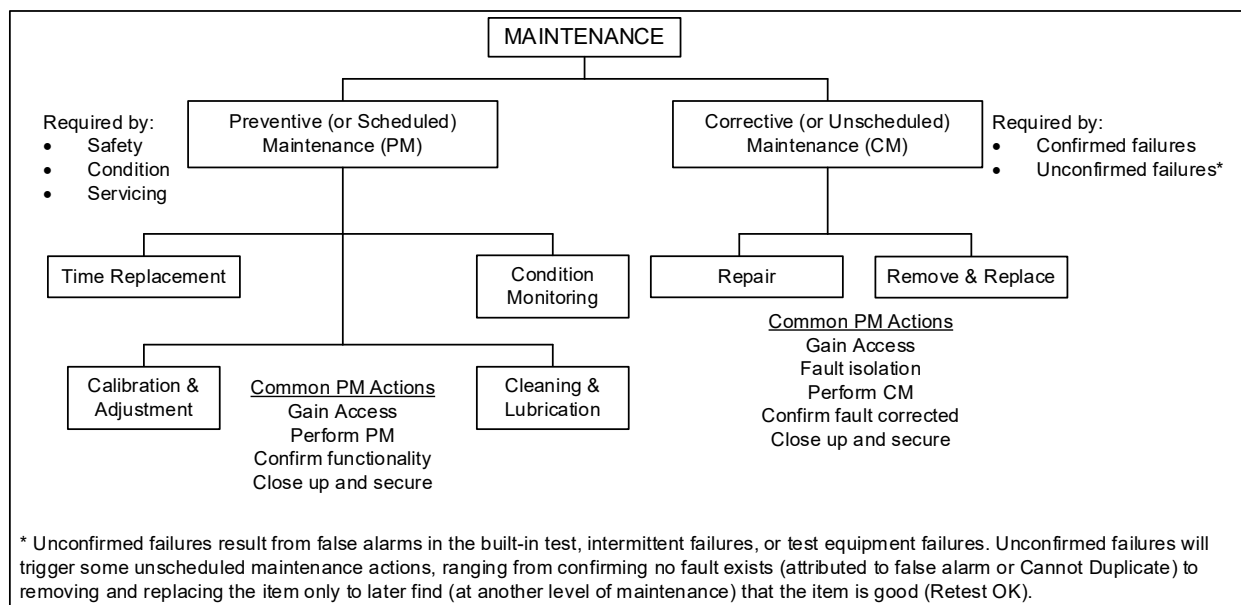 MAINTENANCE
Required by:
• Safety
• Condition
• Servicing
Preventive (or Scheduled)
Maintenance (PM)
Corrective (or Unscheduled)
Maintenance (CM)
Required by:
• Confirmed failures
• Unconfirmed failures*
Time Replacement
Condition
Monitoring
Calibration &
Adjustment
Cleaning &
Lubrication
Common PM Actions
Gain Access
Perform PM
Confirm functionality
Close up and secure
Repair
Remove & Replace
Common PM Actions
Gain Access
Fault isolation
Perform CM
Confirm fault corrected
Close up and secure
* Unconfirmed failures result from false alarms in the built-in test, intermittent failures, or test equipment failures. Unconfirmed failures will
trigger some unscheduled maintenance actions, ranging from confirming no fault exists (attributed to false alarm or Cannot Duplicate) to
removing and replacing the item only to later find (at another level of maintenance) that the item is good (Retest OK).